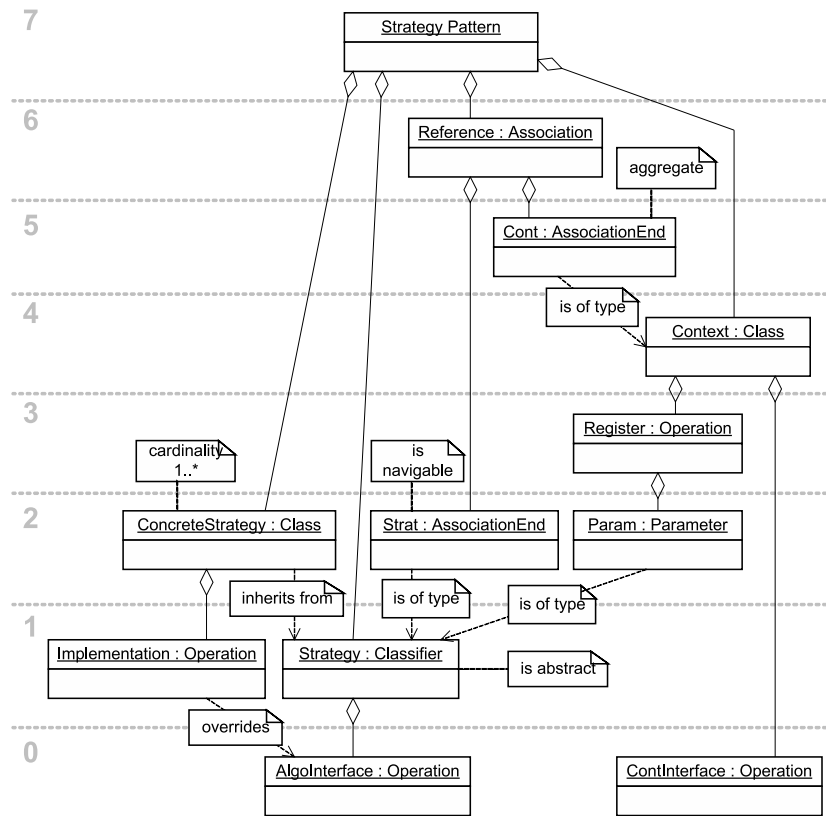 7
Strategy Pattern
6
Reference : Association
aggregate
5
Cont : AssociationEnd
4
is of type
Context : Class
3
Register : Operation
cardinality
1..*
is
navigable
2
ConcreteStrategy : Class
Strat : AssociationEnd
Param : Parameter
inherits from
is of type
is of type
1
Implementation : Operation
Strategy : Classifier
is abstract
overrides
0
AlgoInterface : Operation
ContInterface : Operation